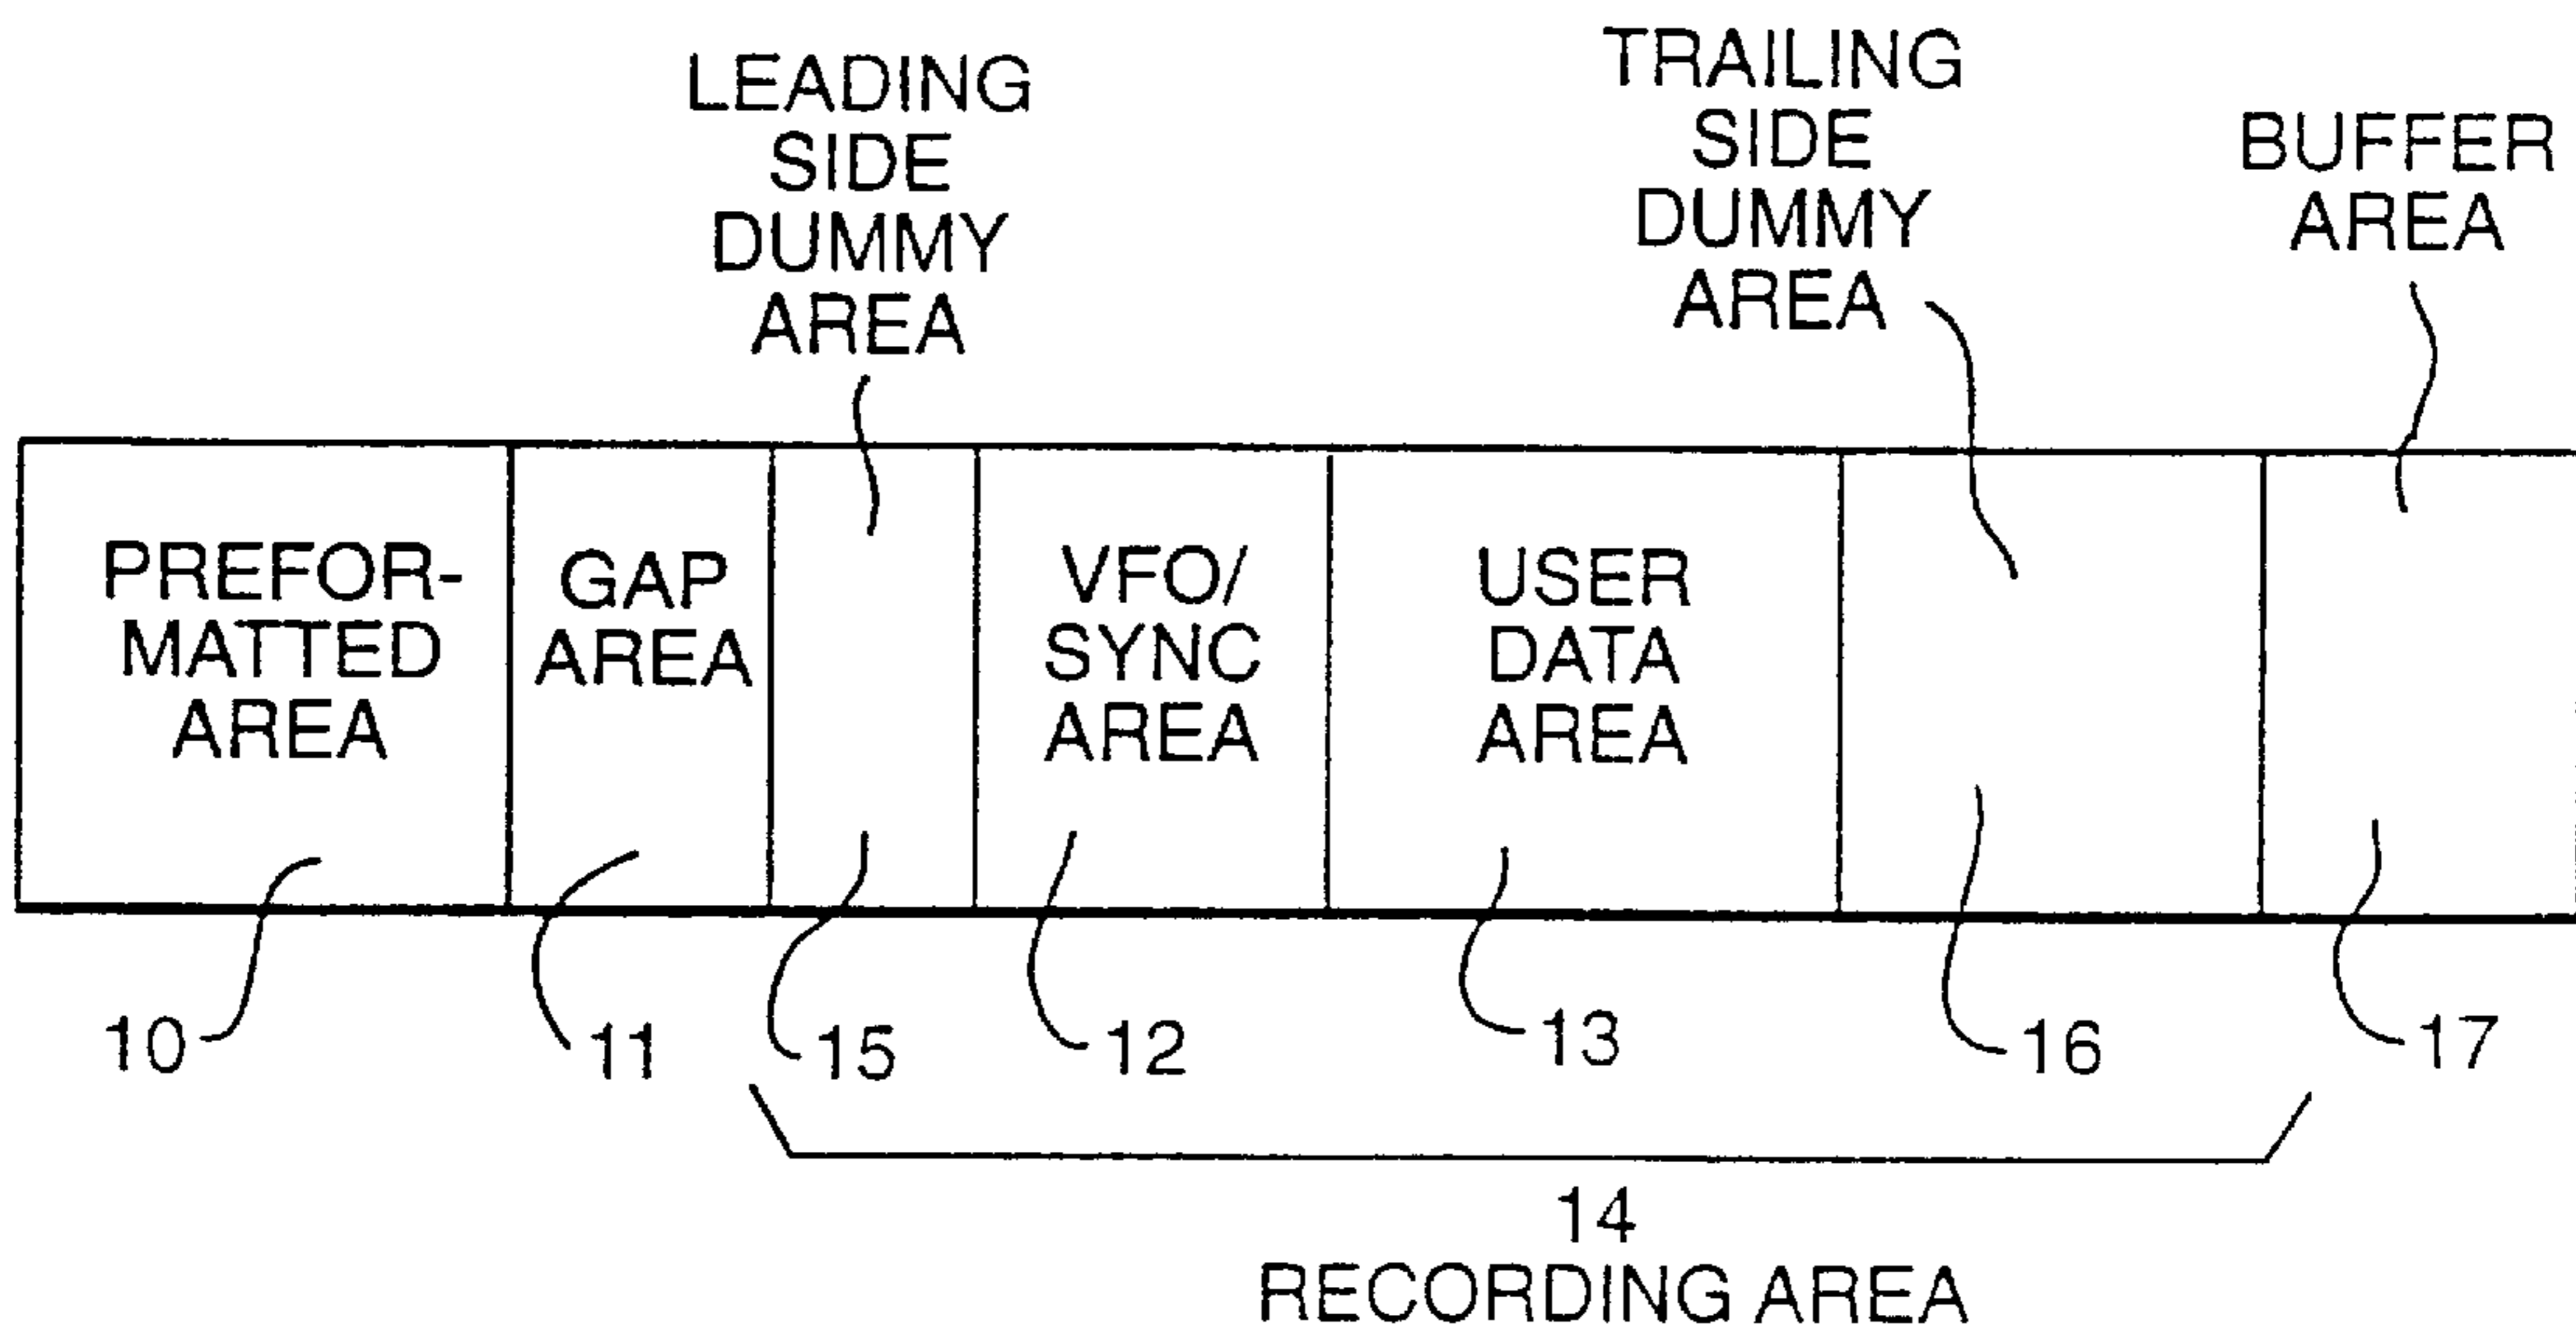 LEADING
SIDE
DUMMY
AREA
TRAILING
SIDE
DUMMY
AREA
BUFFER
AREA
PREFOR-
MATTED
AREA
GAP
AREA
VFO/
SYNC
AREA
USER
DATA
AREA
10
11
15
12
13
16
17
14
RECORDING AREA